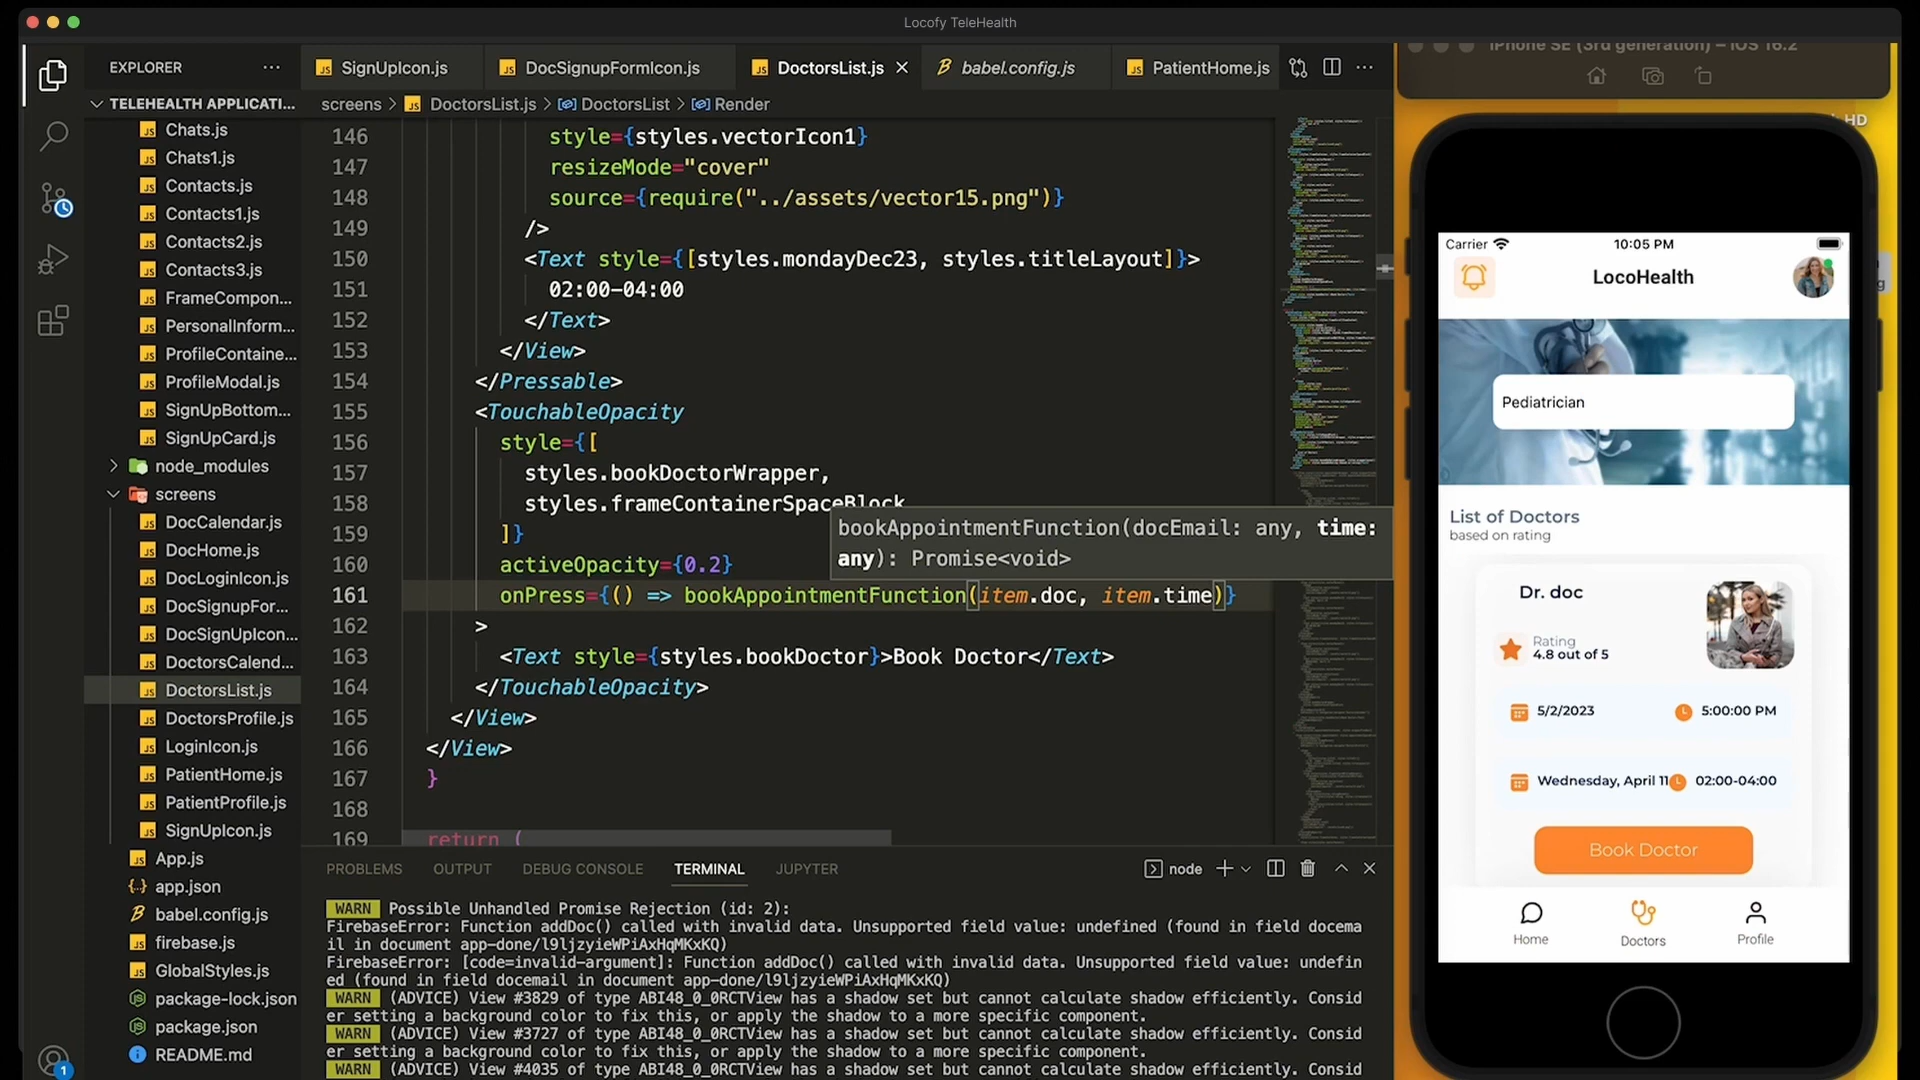 Locofy TeleHealth
EXPLORER
TELEHEALTH APPLICATI...
Chats.js
Chats1.js
Contacts.js
Contacts1.js
Contacts2.js
Contacts3.js
FrameCompon...
PersonalInform...
ProfileContaine...
ProfileModal.js
SignUpBottom...
SignUpCard.js
node_modules
screens
DocCalendar.js
DocHome.js
DocLoginIcon.js
DocSignupFor...
DocSignUpIcon...
DoctorsCalend...
DoctorsList.js
DoctorsProfile.js
LoginIcon.js
PatientHome.js
PatientProfile.js
SignUpIcon.js
App.js
app.json
babel.config.js
firebase.js
GlobalStyles.js
package-lock.json
package.json
README.md
1
SignUpIcon.js
DocSignupFormIcon.js
DoctorsList.js
babel.config.js
PatientHome.js
screens > DoctorsList.js > DoctorsList > Render
146 style={styles.vectorIcon1}
147 resizeMode="cover"
148 source={require("../assets/vector15.png")}
149 />
150 <Text style={[styles.mondayDec23, styles.titleLayout]}>
151 02:00-04:00
152 </Text>
153 </View>
154 </Pressable>
155 <TouchableOpacity
156 style={[
157 styles.bookDoctorWrapper,
158 styles.frameContainerSpaceBlock
159 ]}
160 activeOpacity={0.2}
161 onPress={() => bookAppointmentFunction(item.doc, item.time)}
162 >
163 <Text style={styles.bookDoctor}>Book Doctor</Text>
164 </TouchableOpacity>
165 </View>
166 </View>
167 }
168
169 return (
bookAppointmentFunction(docEmail: any, time:
any): Promise<void>
PROBLEMS
OUTPUT
DEBUG CONSOLE
TERMINAL
JUPYTER
node
WARN Possible Unhandled Promise Rejection (id: 2):
FirebaseError: Function addDoc() called with invalid data. Unsupported field value: undefined (found in field docema
il in document app-done/l9ljzyieWPiAxHqMKxKQ)
FirebaseError: [code=invalid-argument]: Function addDoc() called with invalid data. Unsupported field value: undefin
ed (found in field docemail in document app-done/l9ljzyieWPiAxHqMKxKQ)
WARN (ADVICE) View #3829 of type ABI48_0_0RCTView has a shadow set but cannot calculate shadow efficiently. Consid
er setting a background color to fix this, or apply the shadow to a more specific component.
WARN (ADVICE) View #3727 of type ABI48_0_0RCTView has a shadow set but cannot calculate shadow efficiently. Consid
er setting a background color to fix this, or apply the shadow to a more specific component.
WARN (ADVICE) View #4035 of type ABI48_0_0RCTView has a shadow set but cannot calculate shadow efficiently. Consid
iPhone SE (3rd generation) – iOS 16.2
HD
Carrier
10:05 PM
LocoHealth
Pediatrician
List of Doctors
based on rating
Dr. doc
Rating
4.8 out of 5
5/2/2023
5:00:00 PM
Wednesday, April 11
02:00-04:00
Book Doctor
Home
Doctors
Profile